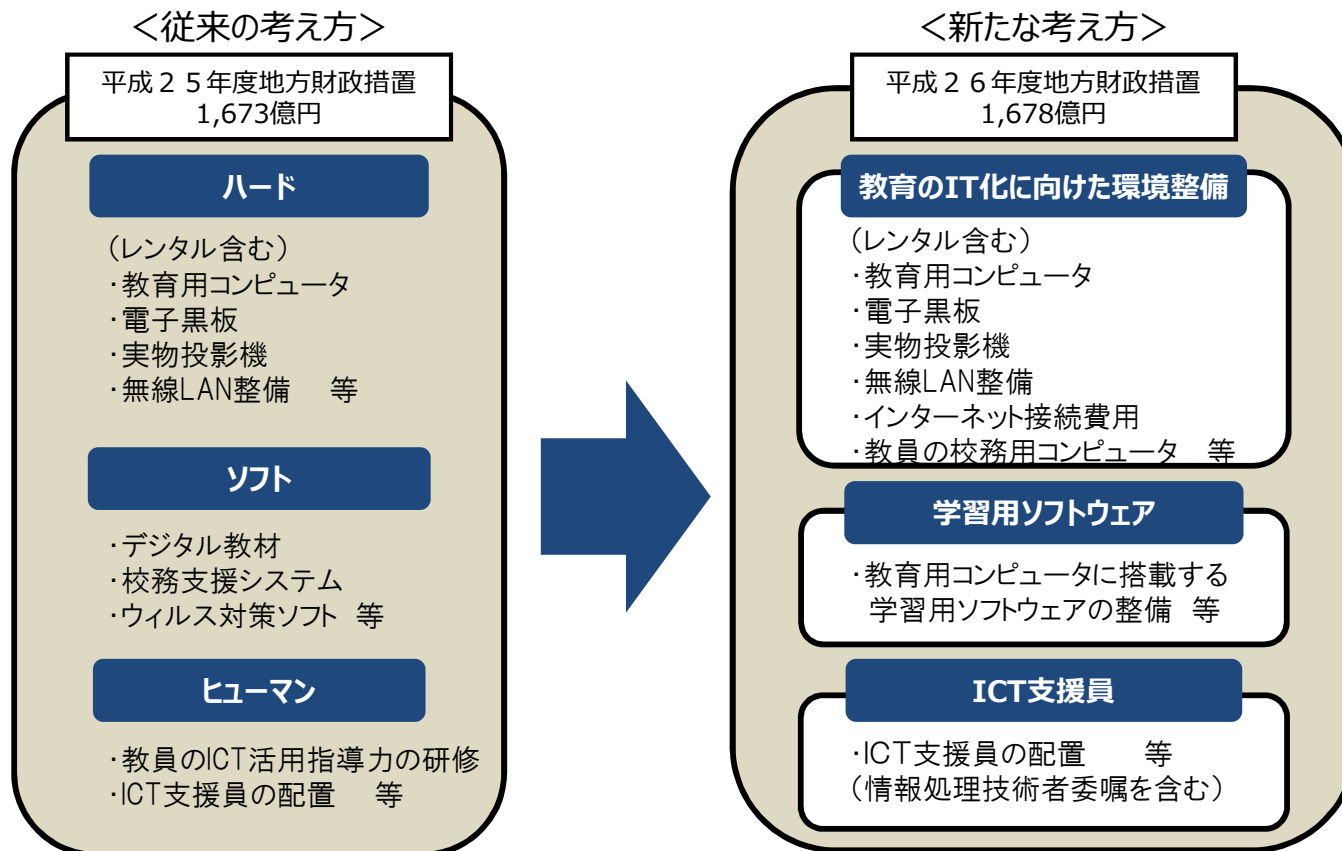 ＜従来の考え方＞
平成２５年度地方財政措置
1,673億円
ハード
（レンタル含む）
・教育用コンピュータ
・電子黒板
・実物投影機
・無線LAN整備　等
ソフト
・デジタル教材
・校務支援システム
・ウィルス対策ソフト　等
ヒューマン
・教員のICT活用指導力の研修
・ICT支援員の配置　等
＜新たな考え方＞
平成２６年度地方財政措置
1,678億円
教育のIT化に向けた環境整備
（レンタル含む）
・教育用コンピュータ
・電子黒板
・実物投影機
・無線LAN整備
・インターネット接続費用
・教員の校務用コンピュータ　等
学習用ソフトウェア
・教育用コンピュータに搭載する
学習用ソフトウェアの整備　等
ICT支援員
・ICT支援員の配置　　等
（情報処理技術者委嘱を含む）